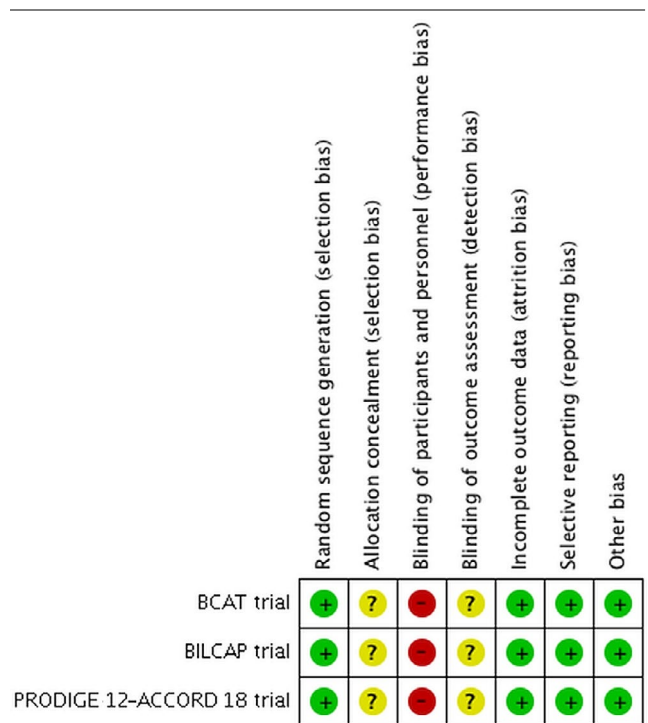 Random sequence generation (selection bias)
Allocation concealment (selection bias)
Blinding of participants and personnel (performance bias)
Blinding of outcome assessment (detection bias)
Incomplete outcome data (attrition bias)
Selective reporting (reporting bias)
Other bias
BCAT trial + ? - ? + + +
BILCAP trial + ? - ? + + +
PRODIGE 12-ACCORD 18 trial + ? - ? + + +